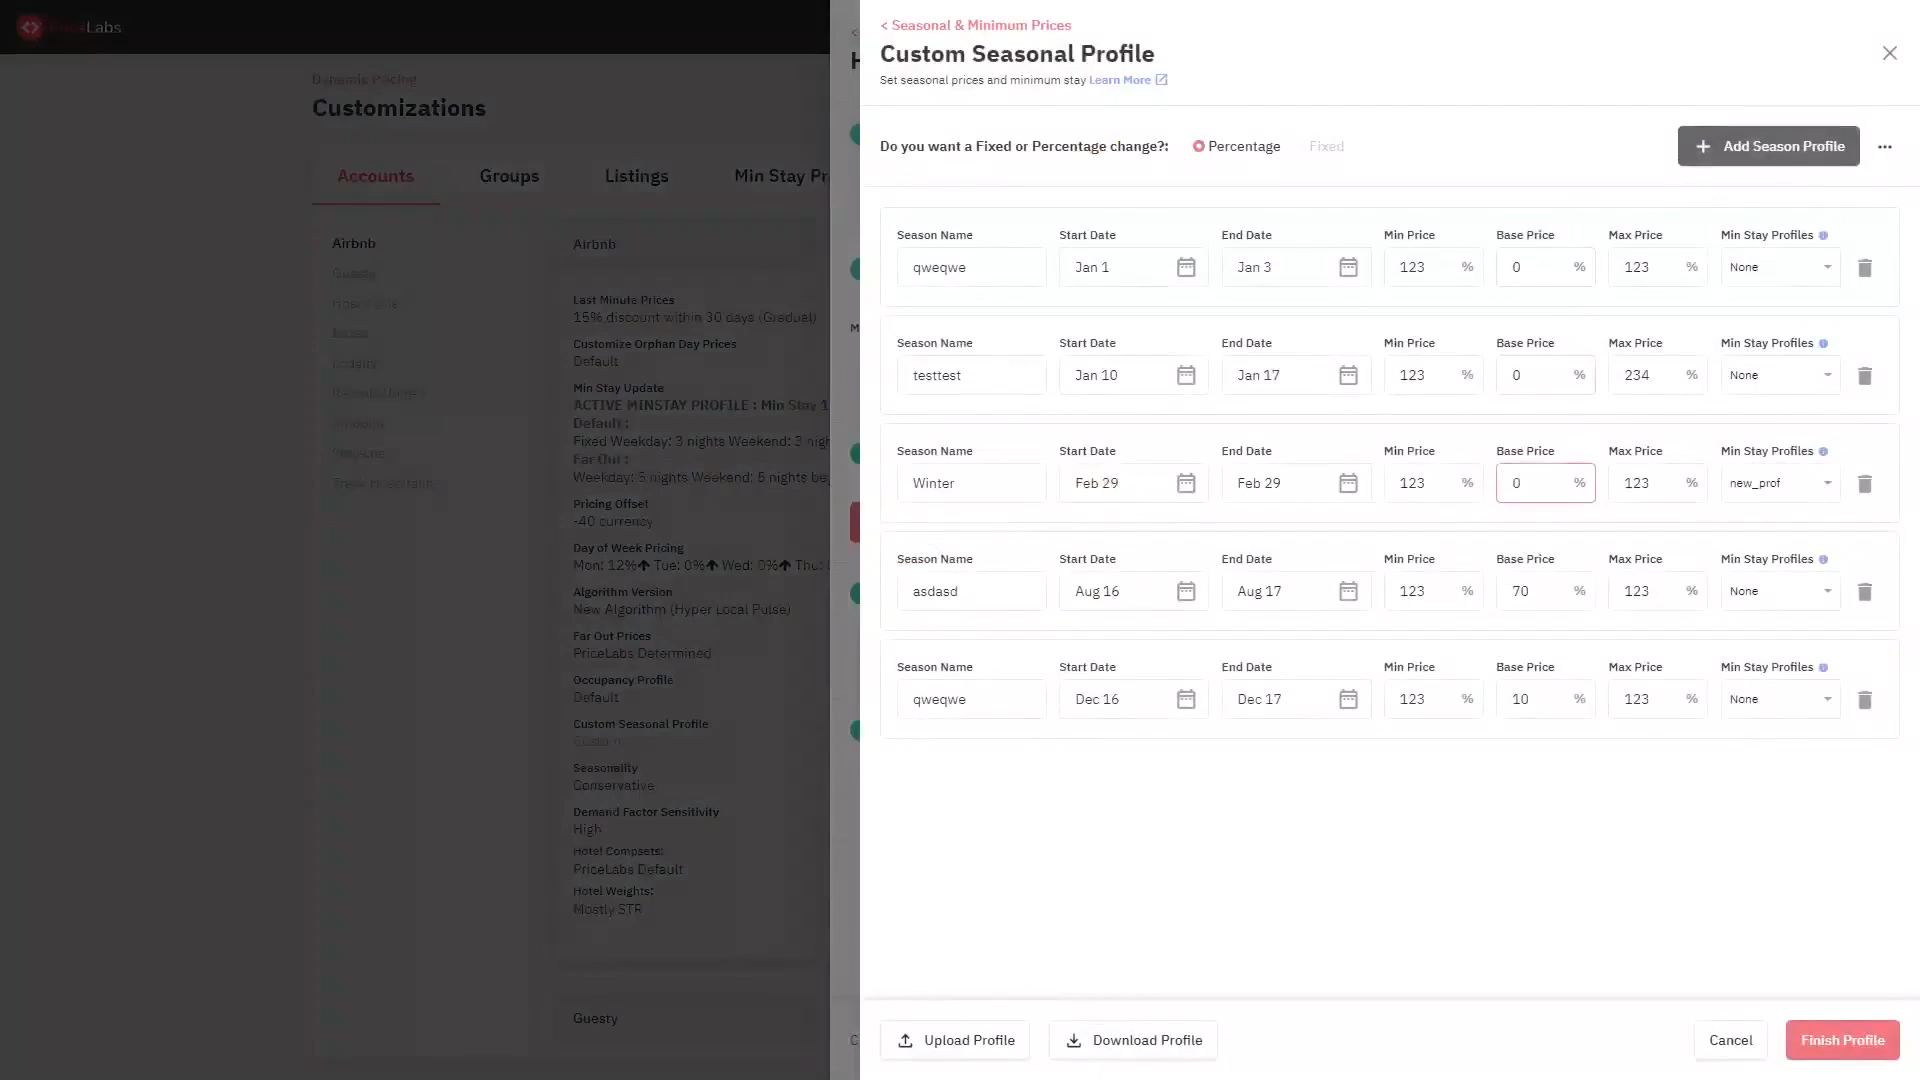 PriceLabs
Dynamic Pricing
Customizations
Accounts
Groups
Listings
Min Stay Pr
Airbnb
Guesty
Airbnb
Last Minute Prices
15% discount within 30 days (Gradual)
Customize Orphan Day Prices
Default
Min Stay Update
ACTIVE MINSTAY PROFILE : Min Stay 1
Default :
Fixed Weekday: 3 nights Weekend: 3 nigh
Far Out :
Weekday: 5 nights Weekend: 5 nights be
Pricing Offset
-40 currency
Day of Week Pricing
Mon: 12% Tue: 0% Wed: 0% Thu:
Algorithm Version
New Algorithm (Hyper Local Pulse)
Far Out Prices
PriceLabs Determined
Occupancy Profile
Default
Custom Seasonal Profile
Custom
Seasonality
Conservative
Demand Factor Sensitivity
High
Hotel Compsets:
PriceLabs Default
Hotel Weights:
Mostly STR
Guesty
< Seasonal & Minimum Prices
Custom Seasonal Profile
Set seasonal prices and minimum stay Learn More
Do you want a Fixed or Percentage change?: Percentage Fixed
+ Add Season Profile ...
Season Name Start Date End Date Min Price Base Price Max Price Min Stay Profiles
qweqwe Jan 1 Jan 3 123 % 0 % 123 % None
Season Name Start Date End Date Min Price Base Price Max Price Min Stay Profiles
testtest Jan 10 Jan 17 123 % 0 % 234 % None
Season Name Start Date End Date Min Price Base Price Max Price Min Stay Profiles
Winter Feb 29 Feb 29 123 % 0 % 123 % new_prof
Season Name Start Date End Date Min Price Base Price Max Price Min Stay Profiles
asdasd Aug 16 Aug 17 123 % 70 % 123 % None
Season Name Start Date End Date Min Price Base Price Max Price Min Stay Profiles
qweqwe Dec 16 Dec 17 123 % 10 % 123 % None
Upload Profile
Download Profile
Cancel
Finish Profile